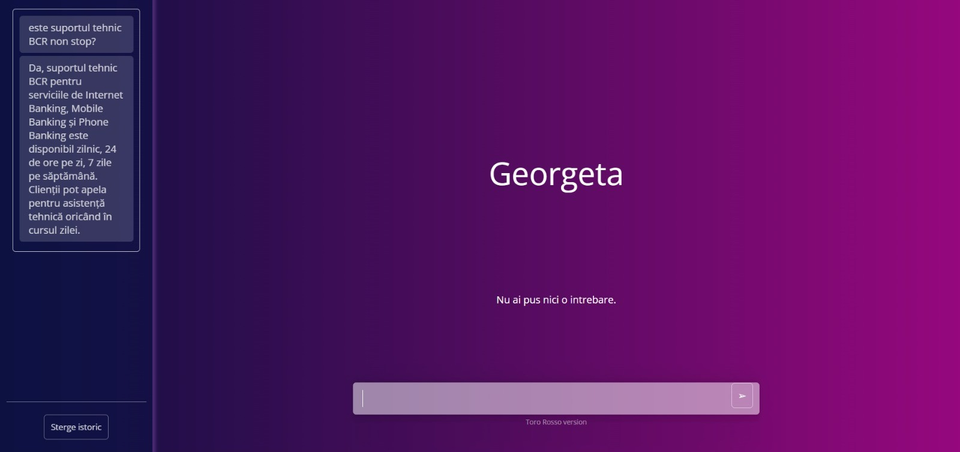 este suportul tehnic
BCR non stop?
Da, suportul tehnic
BCR pentru
serviciile de Internet
Banking, Mobile
Banking și Phone
Banking este
disponibil zilnic, 24
de ore pe zi, 7 zile
pe săptămână.
Clienții pot apela
pentru asistență
tehnică oricând în
cursul zilei.
Sterge istoric
Georgeta
Nu ai pus nici o intrebare.
Toro Rosso version